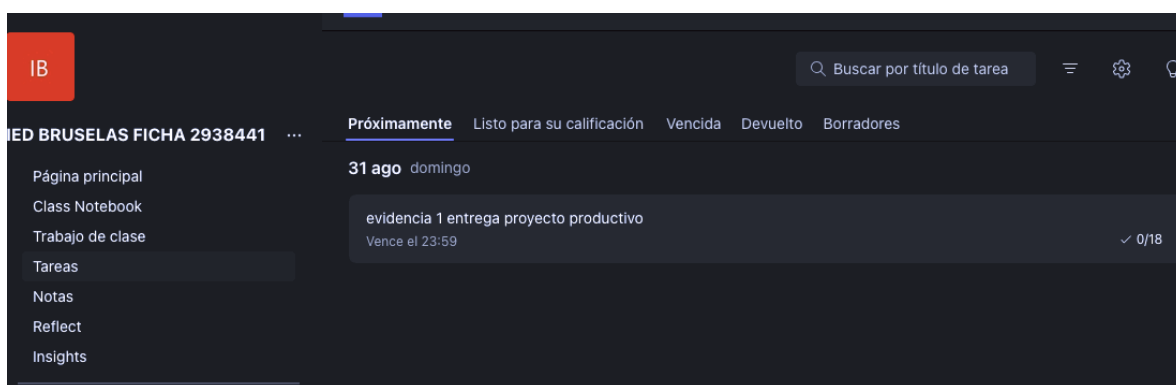 IB
IED BRUSELAS FICHA 2938441 ...
Página principal
Class Notebook
Trabajo de clase
Tareas
Notas
Reflect
Insights
Buscar por título de tarea
Próximamente Listo para su calificación Vencida Devuelto Borradores
31 ago domingo
evidencia 1 entrega proyecto productivo
Vence el 23:59
✓ 0/18